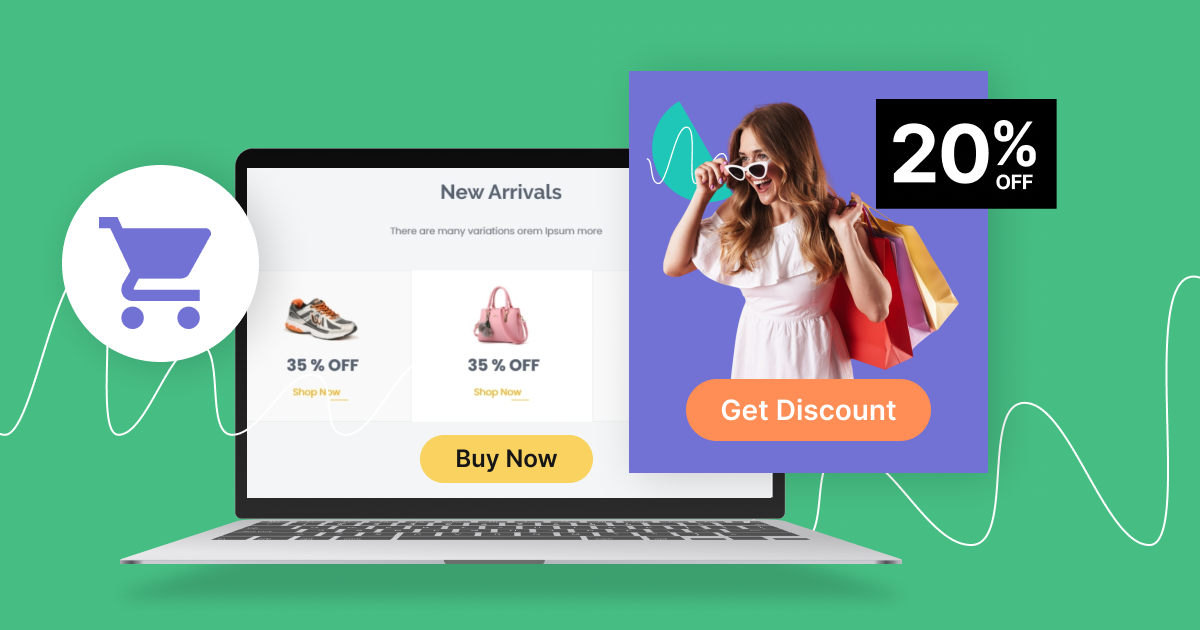 New Arrivals
There are many variations orem Ipsum more
35 % OFF
Shop Now
35 % OFF
Shop Now
Buy Now
20%
OFF
Get Discount